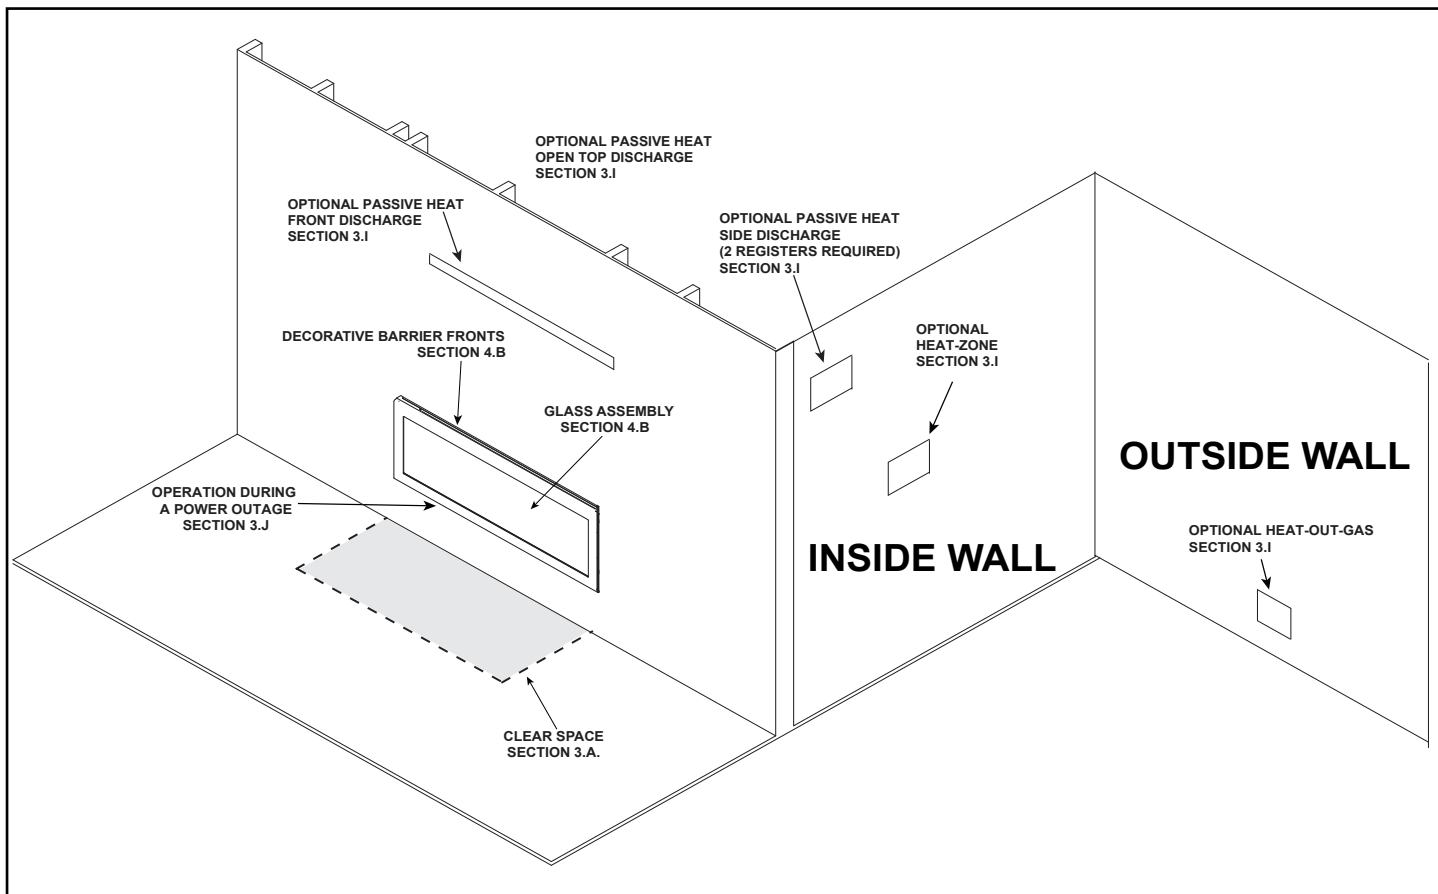 OPTIONAL PASSIVE HEAT
OPEN TOP DISCHARGE
SECTION 3.I
OPTIONAL PASSIVE HEAT
FRONT DISCHARGE
SECTION 3.I
OPTIONAL PASSIVE HEAT
SIDE DISCHARGE
(2 REGISTERS REQUIRED)
SECTION 3.I
DECORATIVE BARRIER FRONTS
SECTION 4.B
OPTIONAL
HEAT-ZONE
SECTION 3.I
GLASS ASSEMBLY
SECTION 4.B
OUTSIDE WALL
OPERATION DURING
A POWER OUTAGE
SECTION 3.J
OPTIONAL HEAT-OUT-GAS
SECTION 3.I
INSIDE WALL
CLEAR SPACE
SECTION 3.A.